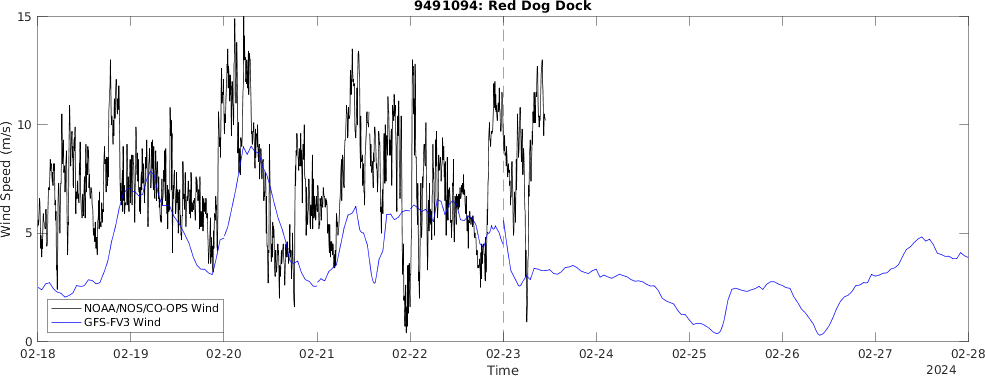 9491094: Red Dog Dock
15
10
5
0
Wind Speed (m/s)
NOAA/NOS/CO-OPS Wind
GFS-FV3 Wind
02-18 02-19 02-20 02-21 02-22 02-23 02-24 02-25 02-26 02-27 02-28
Time
2024